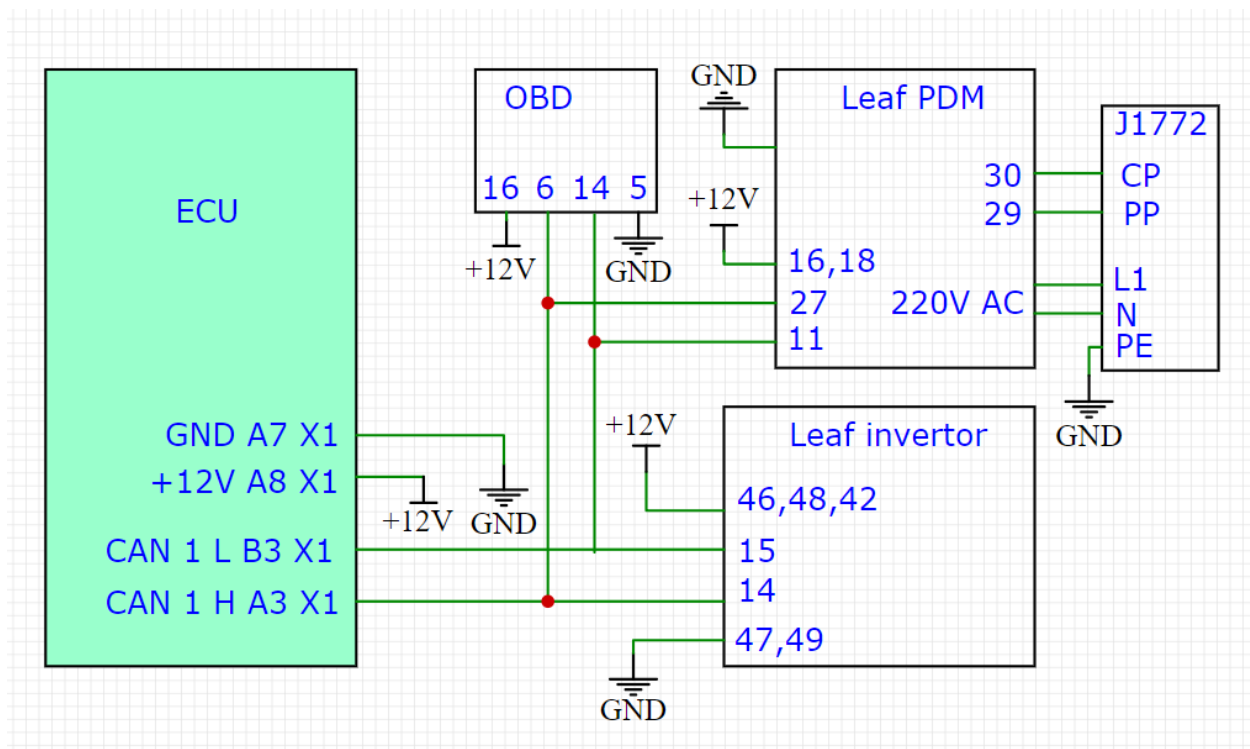 ECU
GND A7 X1
+12V A8 X1
CAN 1 L B3 X1
CAN 1 H A3 X1
+12V
GND
OBD
16 6 14 5
+12V
GND
GND
+12V
Leaf PDM
30
29
16,18
27
220V AC
11
J1772
CP
PP
L1
N
PE
GND
+12V
Leaf invertor
46,48,42
15
14
47,49
GND